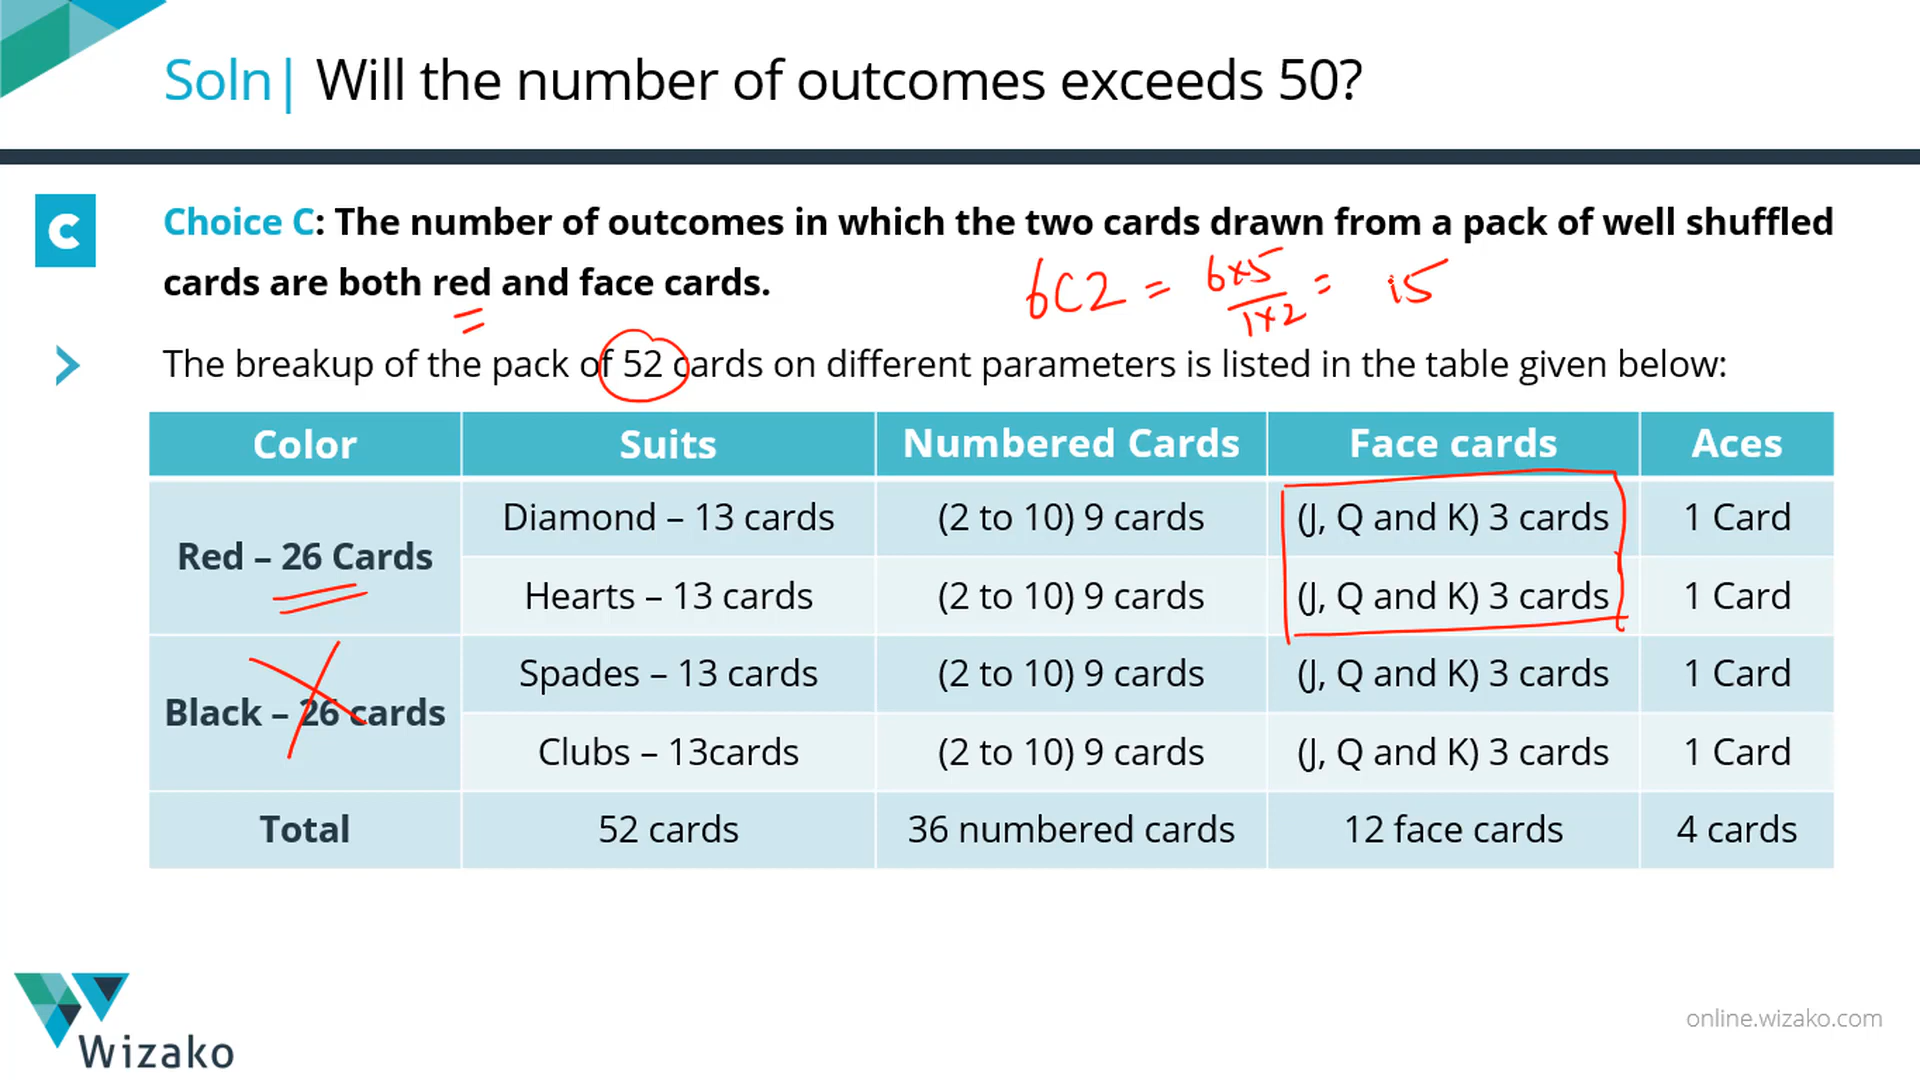 Soln| Will the number of outcomes exceeds 50?
C
Choice C: The number of outcomes in which the two cards drawn from a pack of well shuffled
cards are both red and face cards.
6C2 = 6x5/1x2 = 15
The breakup of the pack of 52 cards on different parameters is listed in the table given below:
Color Suits Numbered Cards Face cards Aces
Red – 26 Cards
Diamond – 13 cards (2 to 10) 9 cards (J, Q and K) 3 cards 1 Card
Hearts – 13 cards (2 to 10) 9 cards (J, Q and K) 3 cards 1 Card
Black – 26 cards
Spades – 13 cards (2 to 10) 9 cards (J, Q and K) 3 cards 1 Card
Clubs – 13cards (2 to 10) 9 cards (J, Q and K) 3 cards 1 Card
Total 52 cards 36 numbered cards 12 face cards 4 cards
Wizako
online.wizako.com